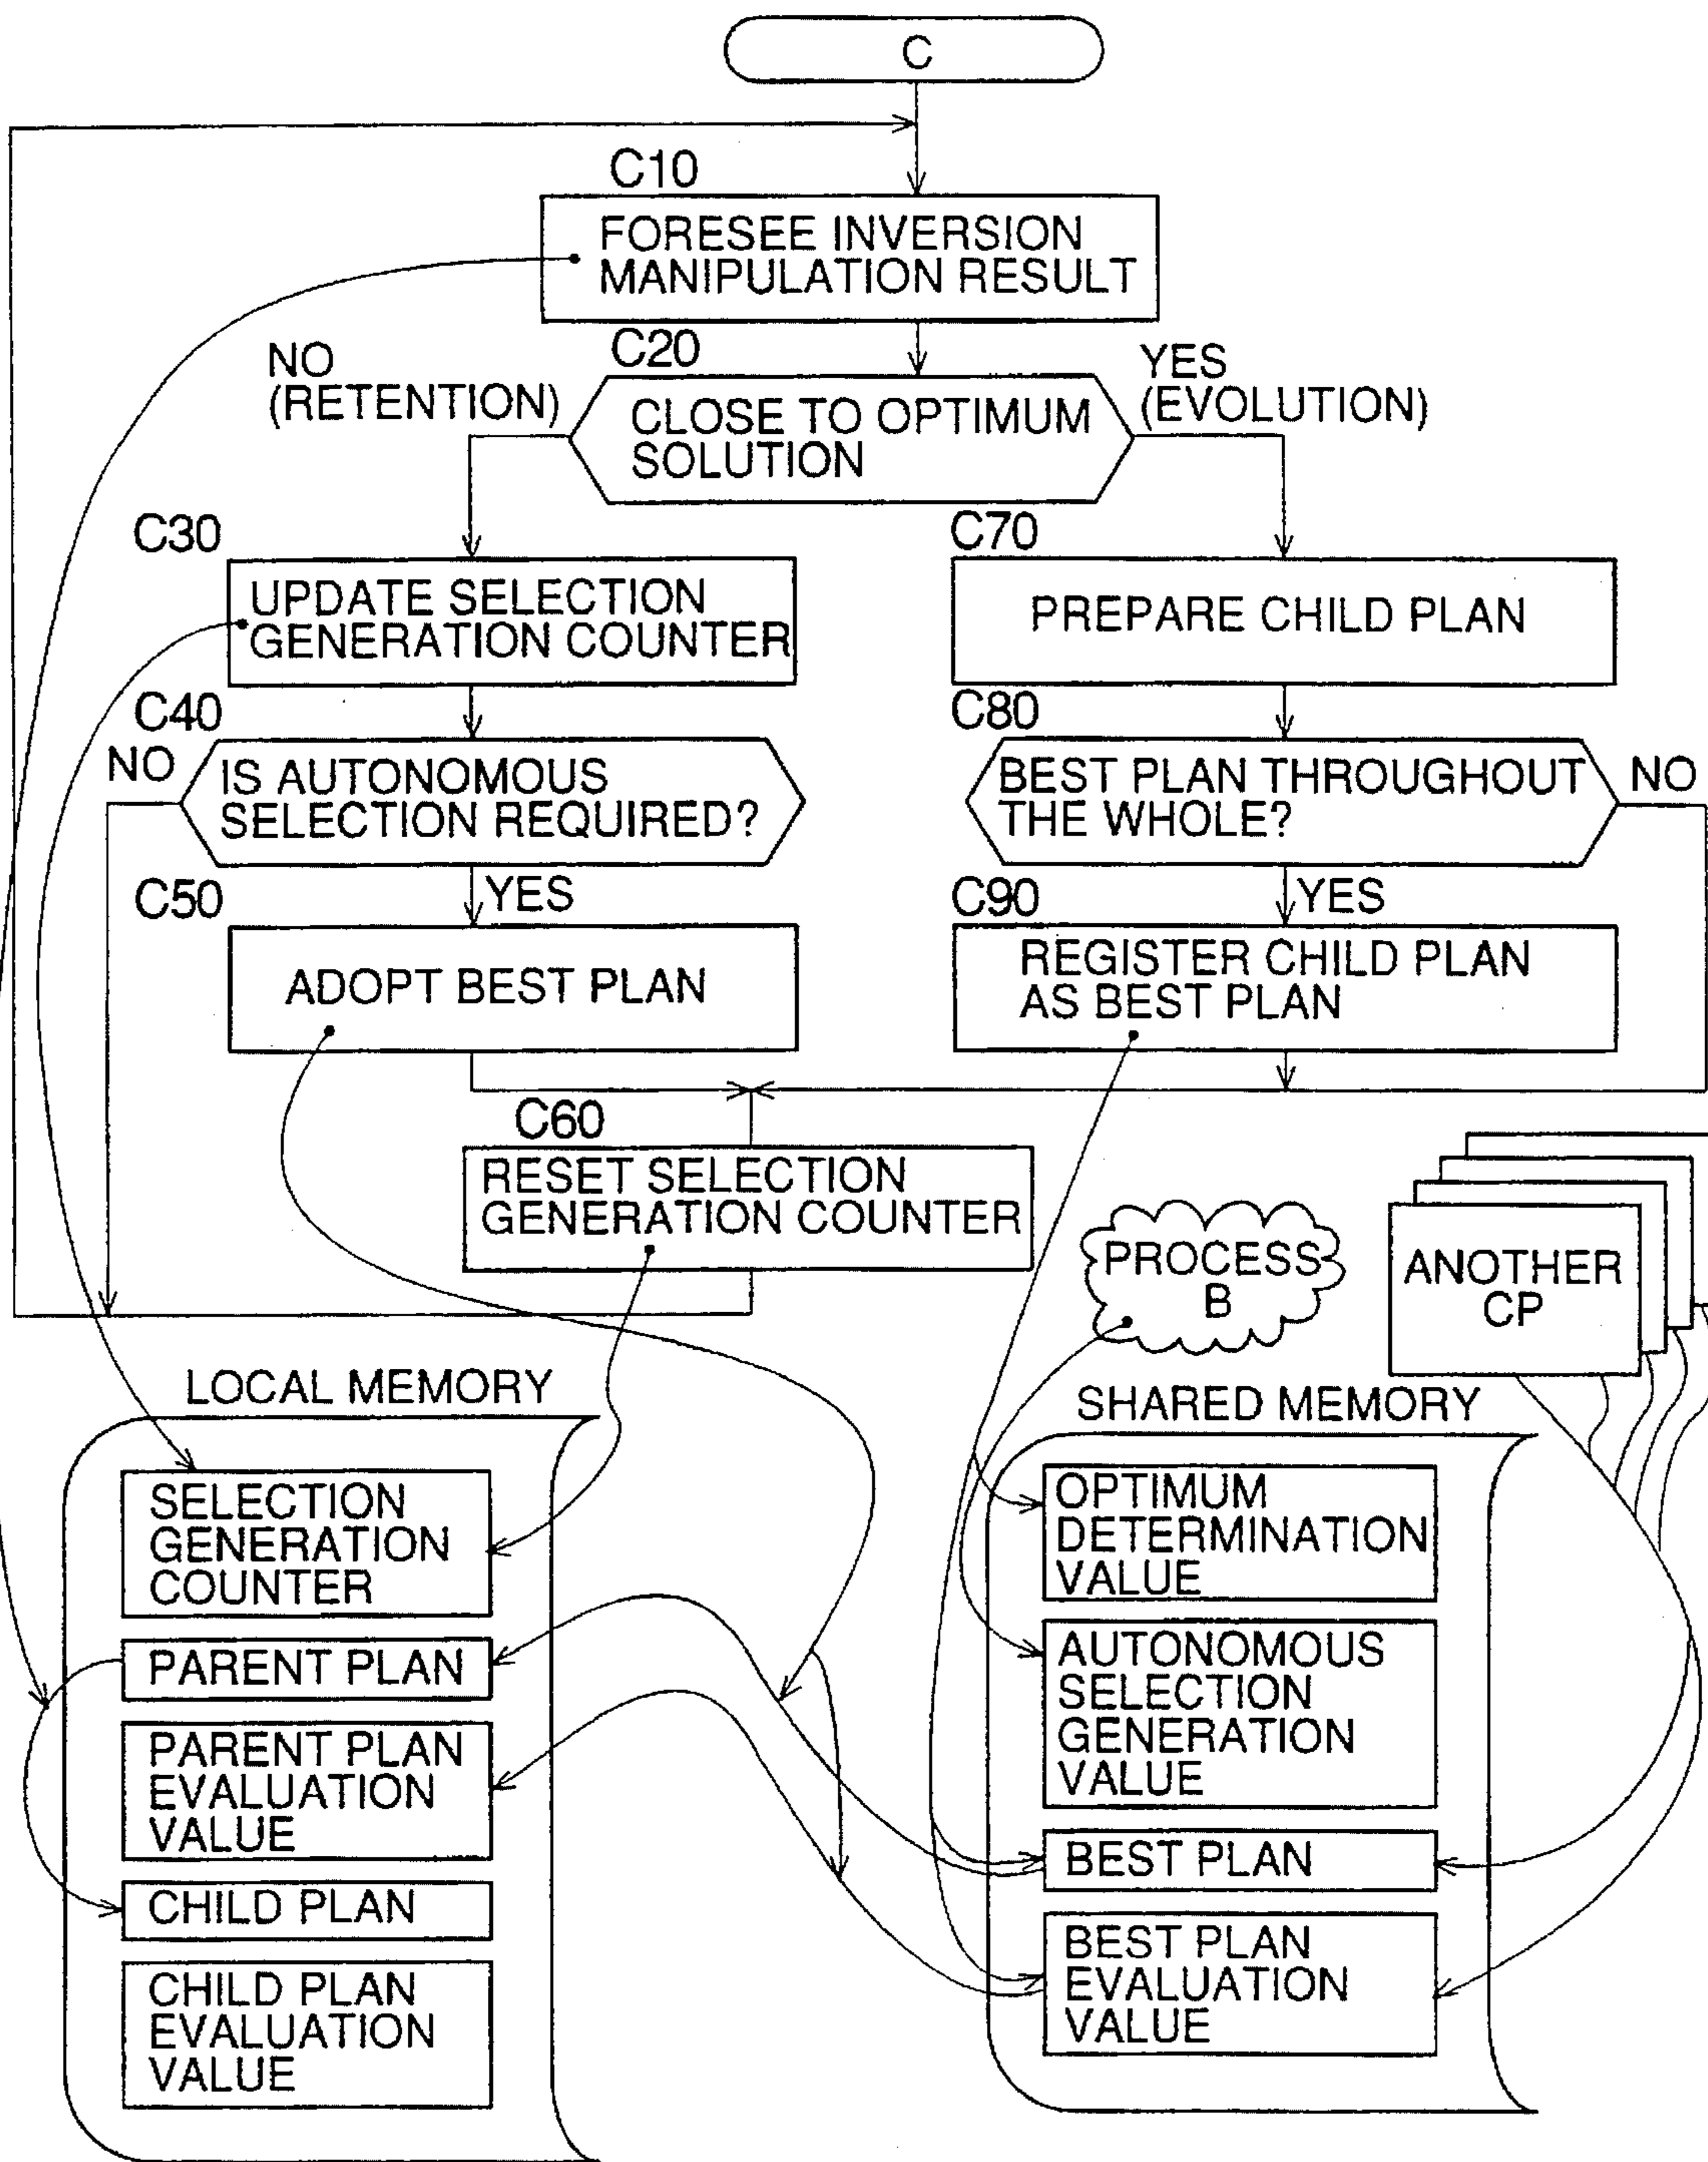 C
C10
FORESEE INVERSION
MANIPULATION RESULT
C20
NO
(RETENTION)
YES
(EVOLUTION)
CLOSE TO OPTIMUM
SOLUTION
C30
UPDATE SELECTION
GENERATION COUNTER
C70
PREPARE CHILD PLAN
C40
NO
IS AUTONOMOUS
SELECTION REQUIRED?
C80
BEST PLAN THROUGHOUT
THE WHOLE?
NO
C50
YES
ADOPT BEST PLAN
C90
YES
REGISTER CHILD PLAN
AS BEST PLAN
C60
RESET SELECTION
GENERATION COUNTER
PROCESS
B
ANOTHER
CP
LOCAL MEMORY
SELECTION
GENERATION
COUNTER
PARENT PLAN
PARENT PLAN
EVALUATION
VALUE
CHILD PLAN
CHILD PLAN
EVALUATION
VALUE
SHARED MEMORY
OPTIMUM
DETERMINATION
VALUE
AUTONOMOUS
SELECTION
GENERATION
VALUE
BEST PLAN
BEST PLAN
EVALUATION
VALUE